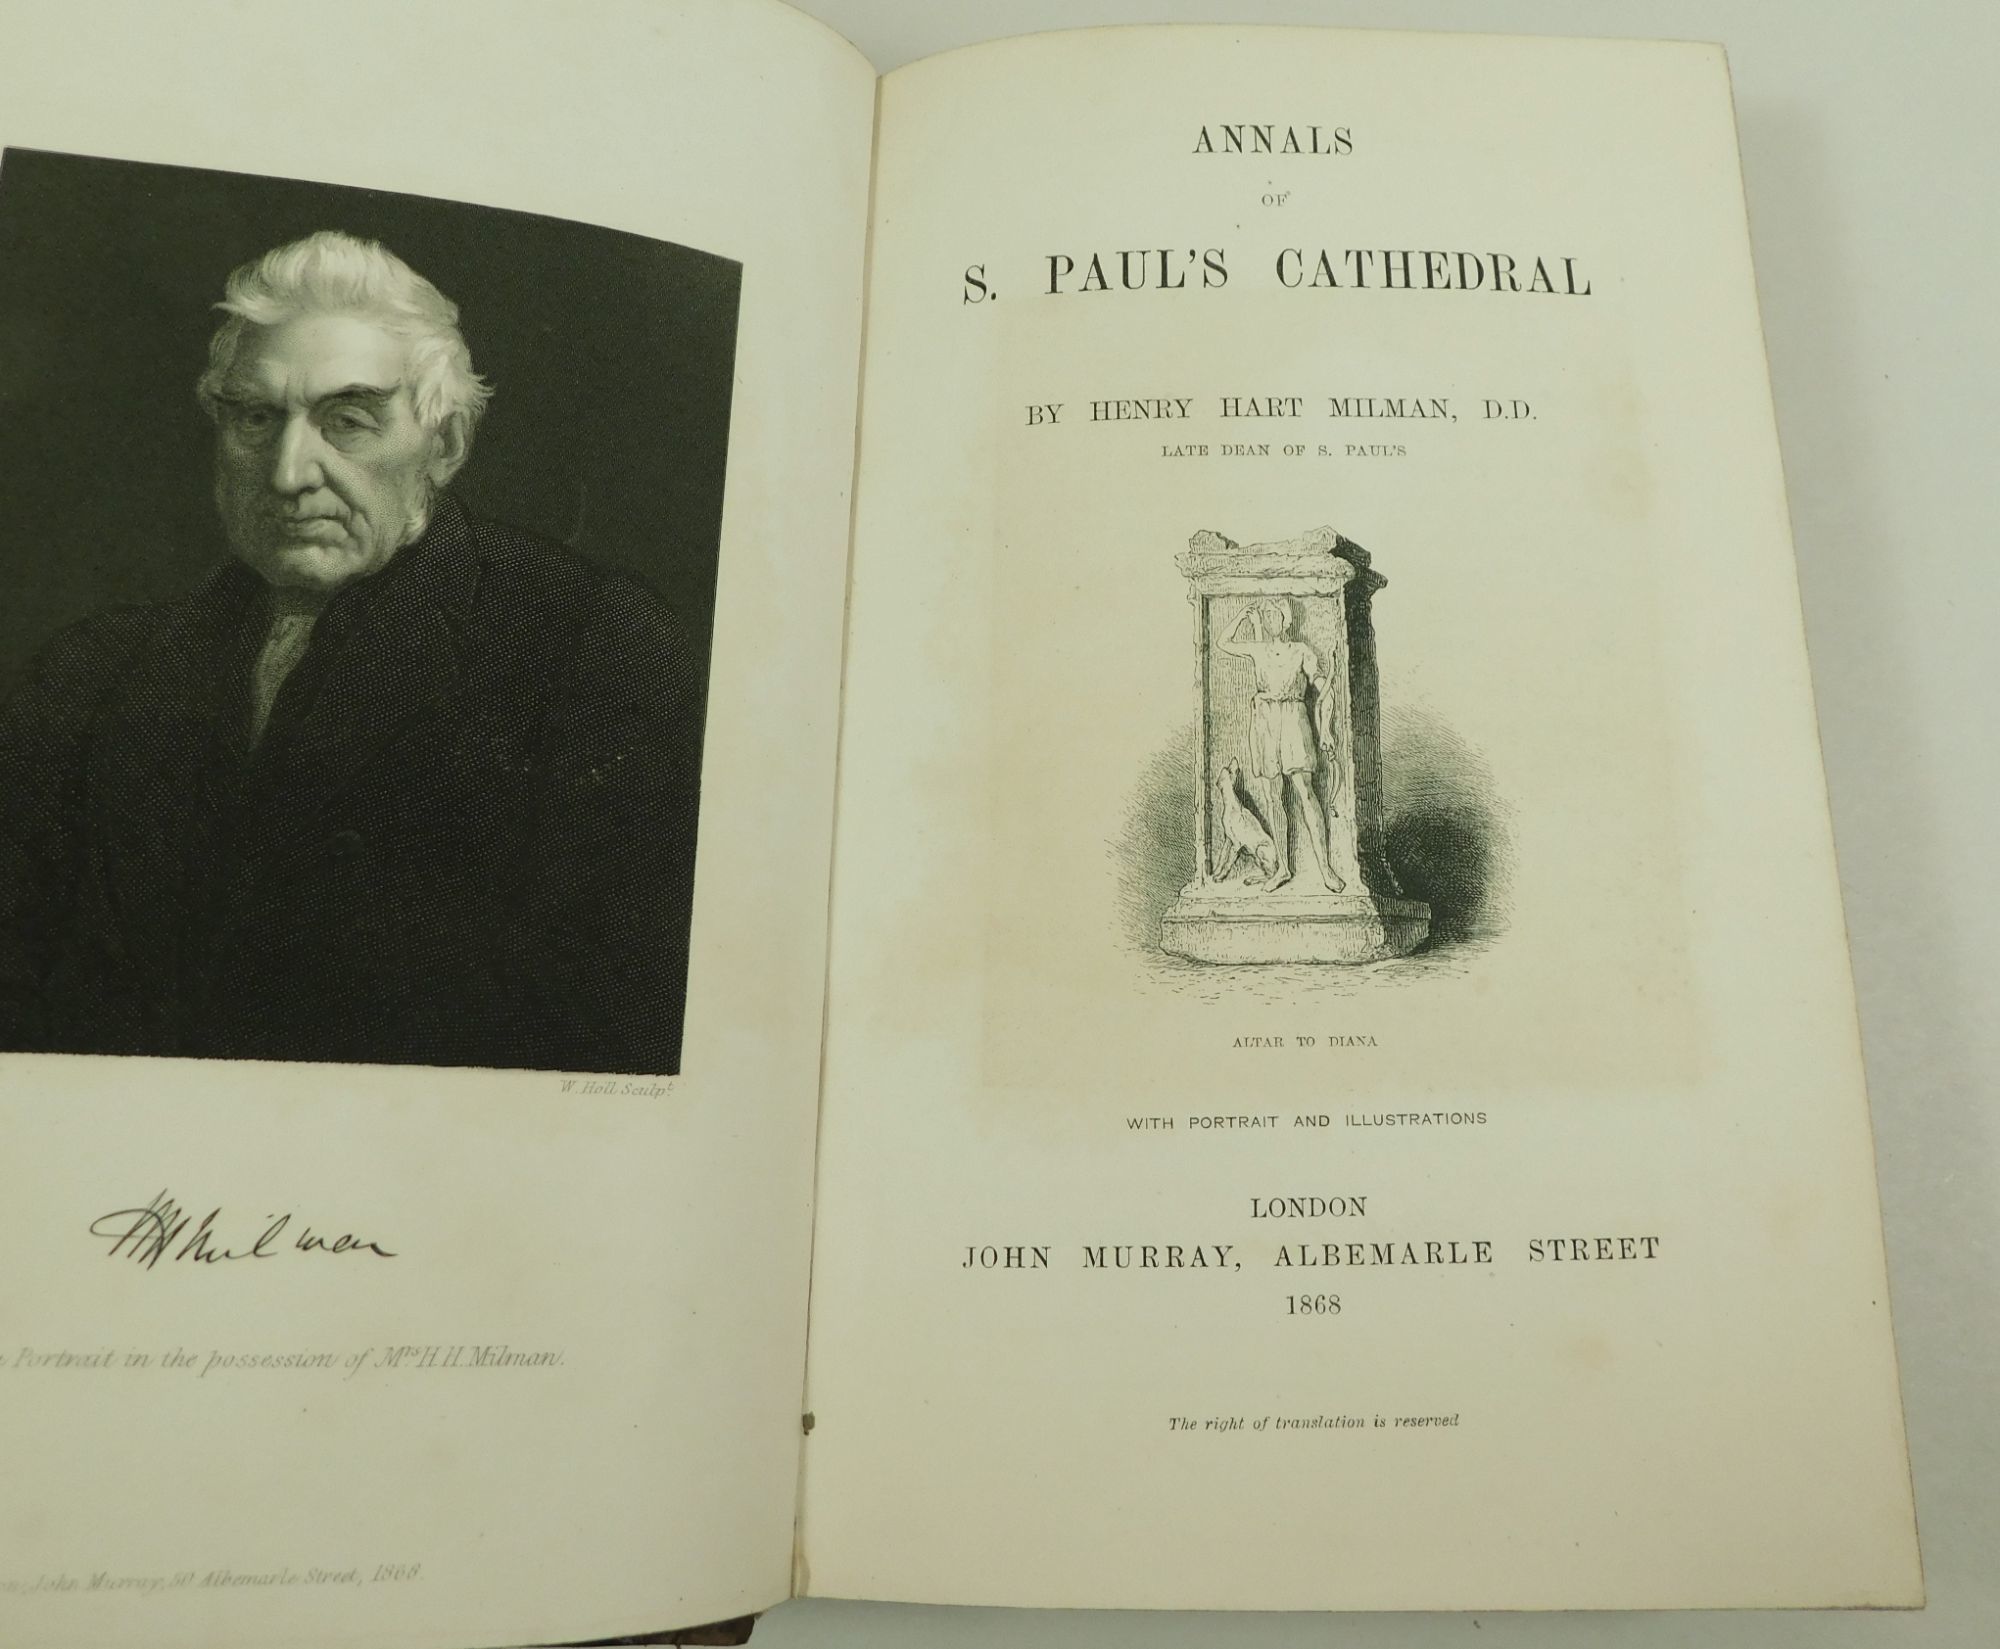 W. Holl Sculpt.
HHMilman
Portrait in the possession of Mrs. H. H. Milman.
John Murray, 50 Albemarle Street, 1868.
ANNALS
OF
S. PAUL'S CATHEDRAL
BY HENRY HART MILMAN, D.D.
LATE DEAN OF S. PAUL'S
ALTAR TO DIANA
WITH PORTRAIT AND ILLUSTRATIONS
LONDON
JOHN MURRAY, ALBEMARLE STREET
1868
The right of translation is reserved